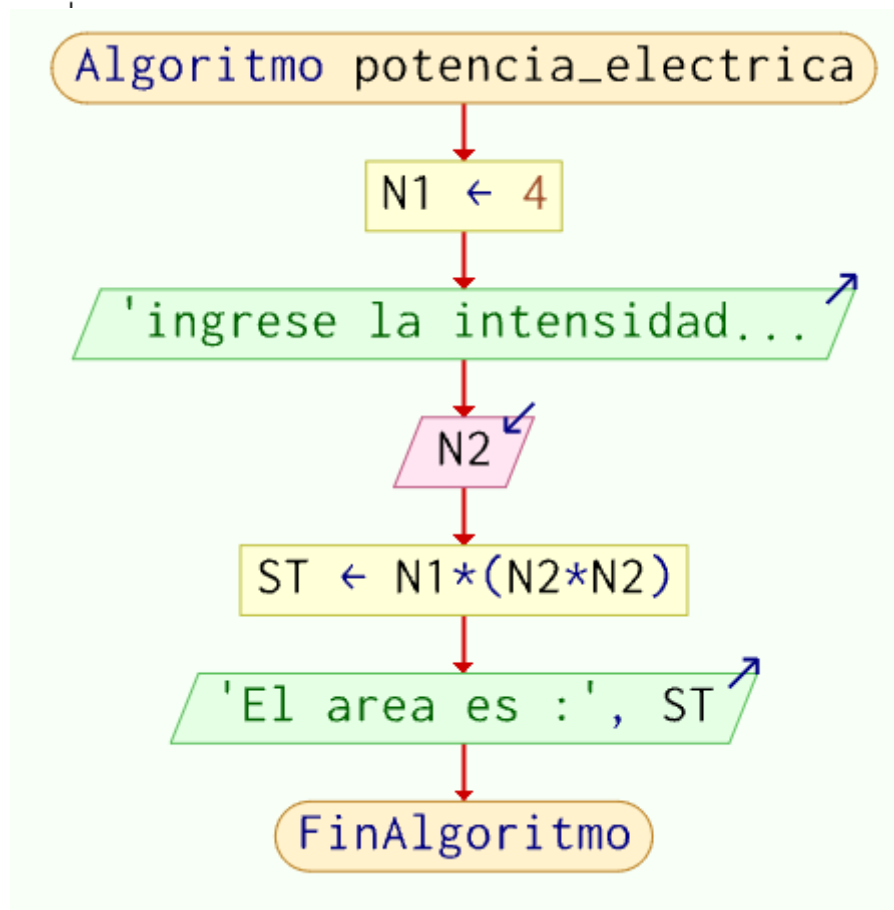 Algoritmo potencia_electrica
N1 ← 4
'ingrese la intensidad...
N2
ST ← N1*(N2*N2)
'El area es :', ST
FinAlgoritmo